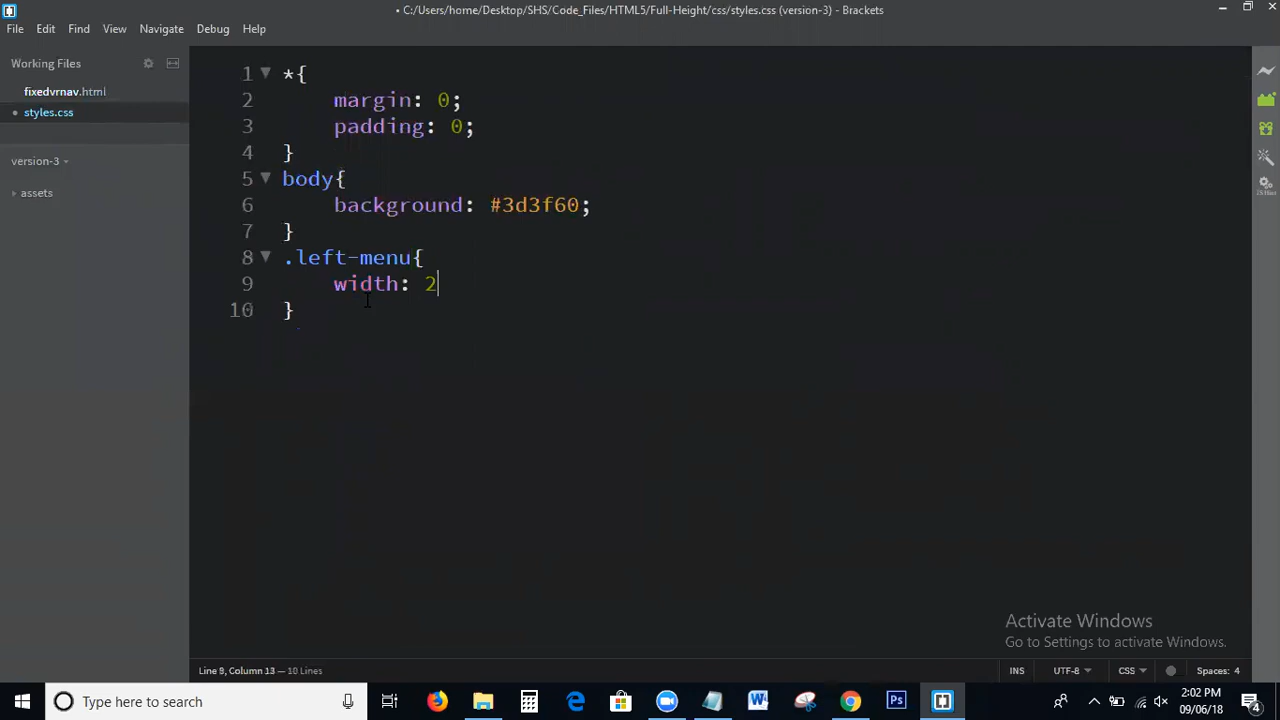 • C:/Users/home/Desktop/SHS/Code_Files/HTML5/Full-Height/css/styles.css (version-3) - Brackets
File Edit View Navigate Debug Help
Working Files
fixedvrnav.html
• styles.css
version-3
assets
1 *{
2 margin: 0;
3 padding: 0;
4 }
5 body{
6 background: #3d3f60;
7 }
8 .left-menu{
9 width: 2
10 }
Activate Windows
Go to Settings to activate Windows.
Line 9, Column 13 — 10 Lines
INS UTF-8 CSS Spaces: 4
Type here to search
2:02 PM
09/06/18
4